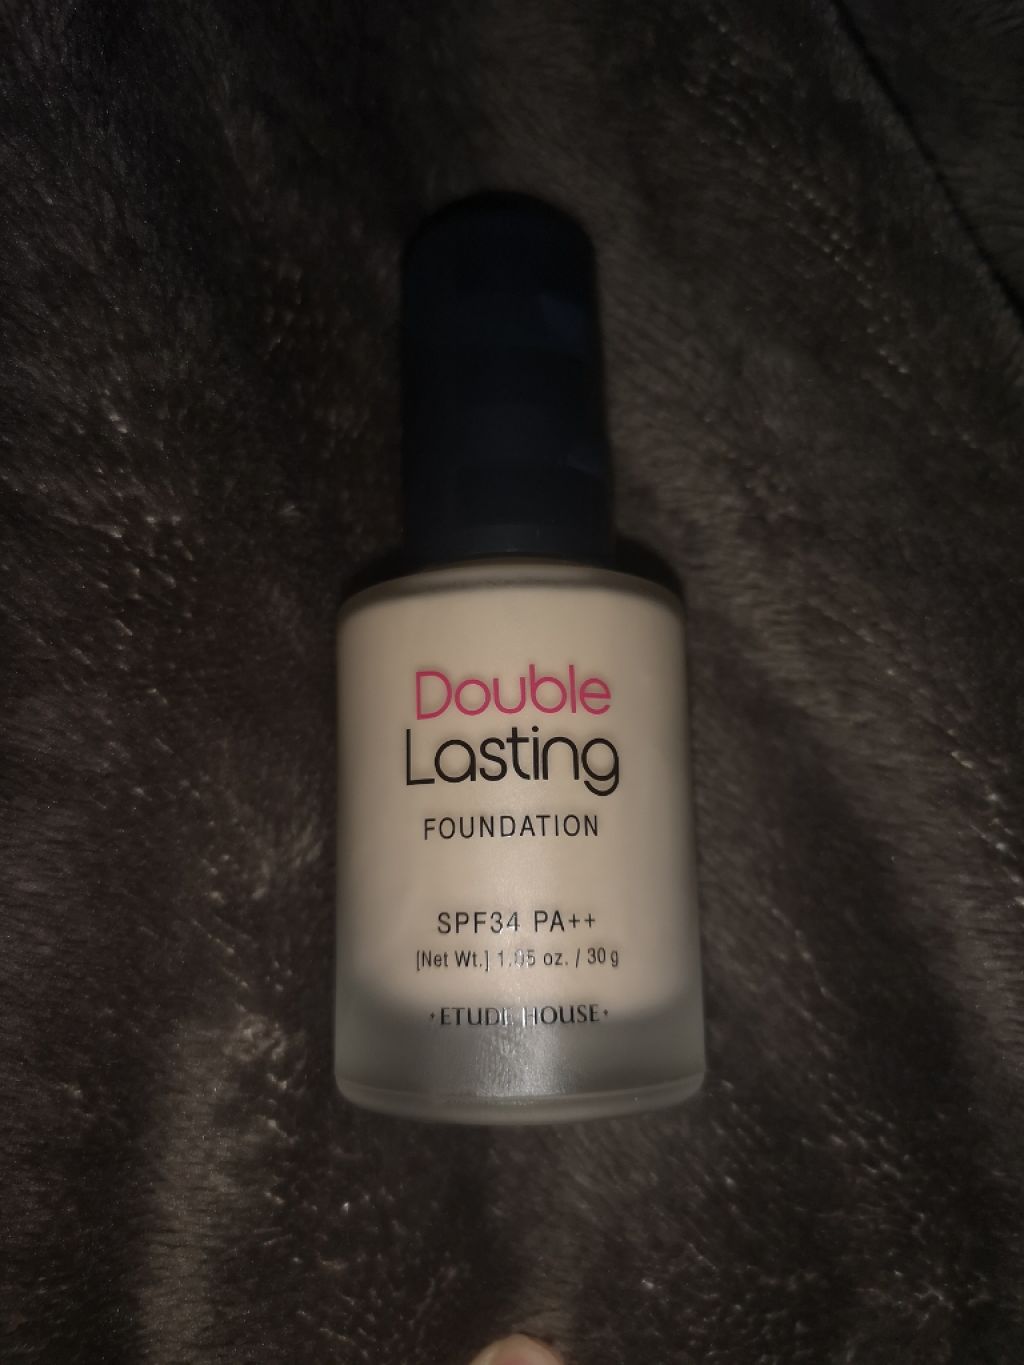 Double
Lasting
FOUNDATION
SPF34 PA++
[Net Wt.] 1.05 oz. / 30 g
•ETUDE HOUSE•